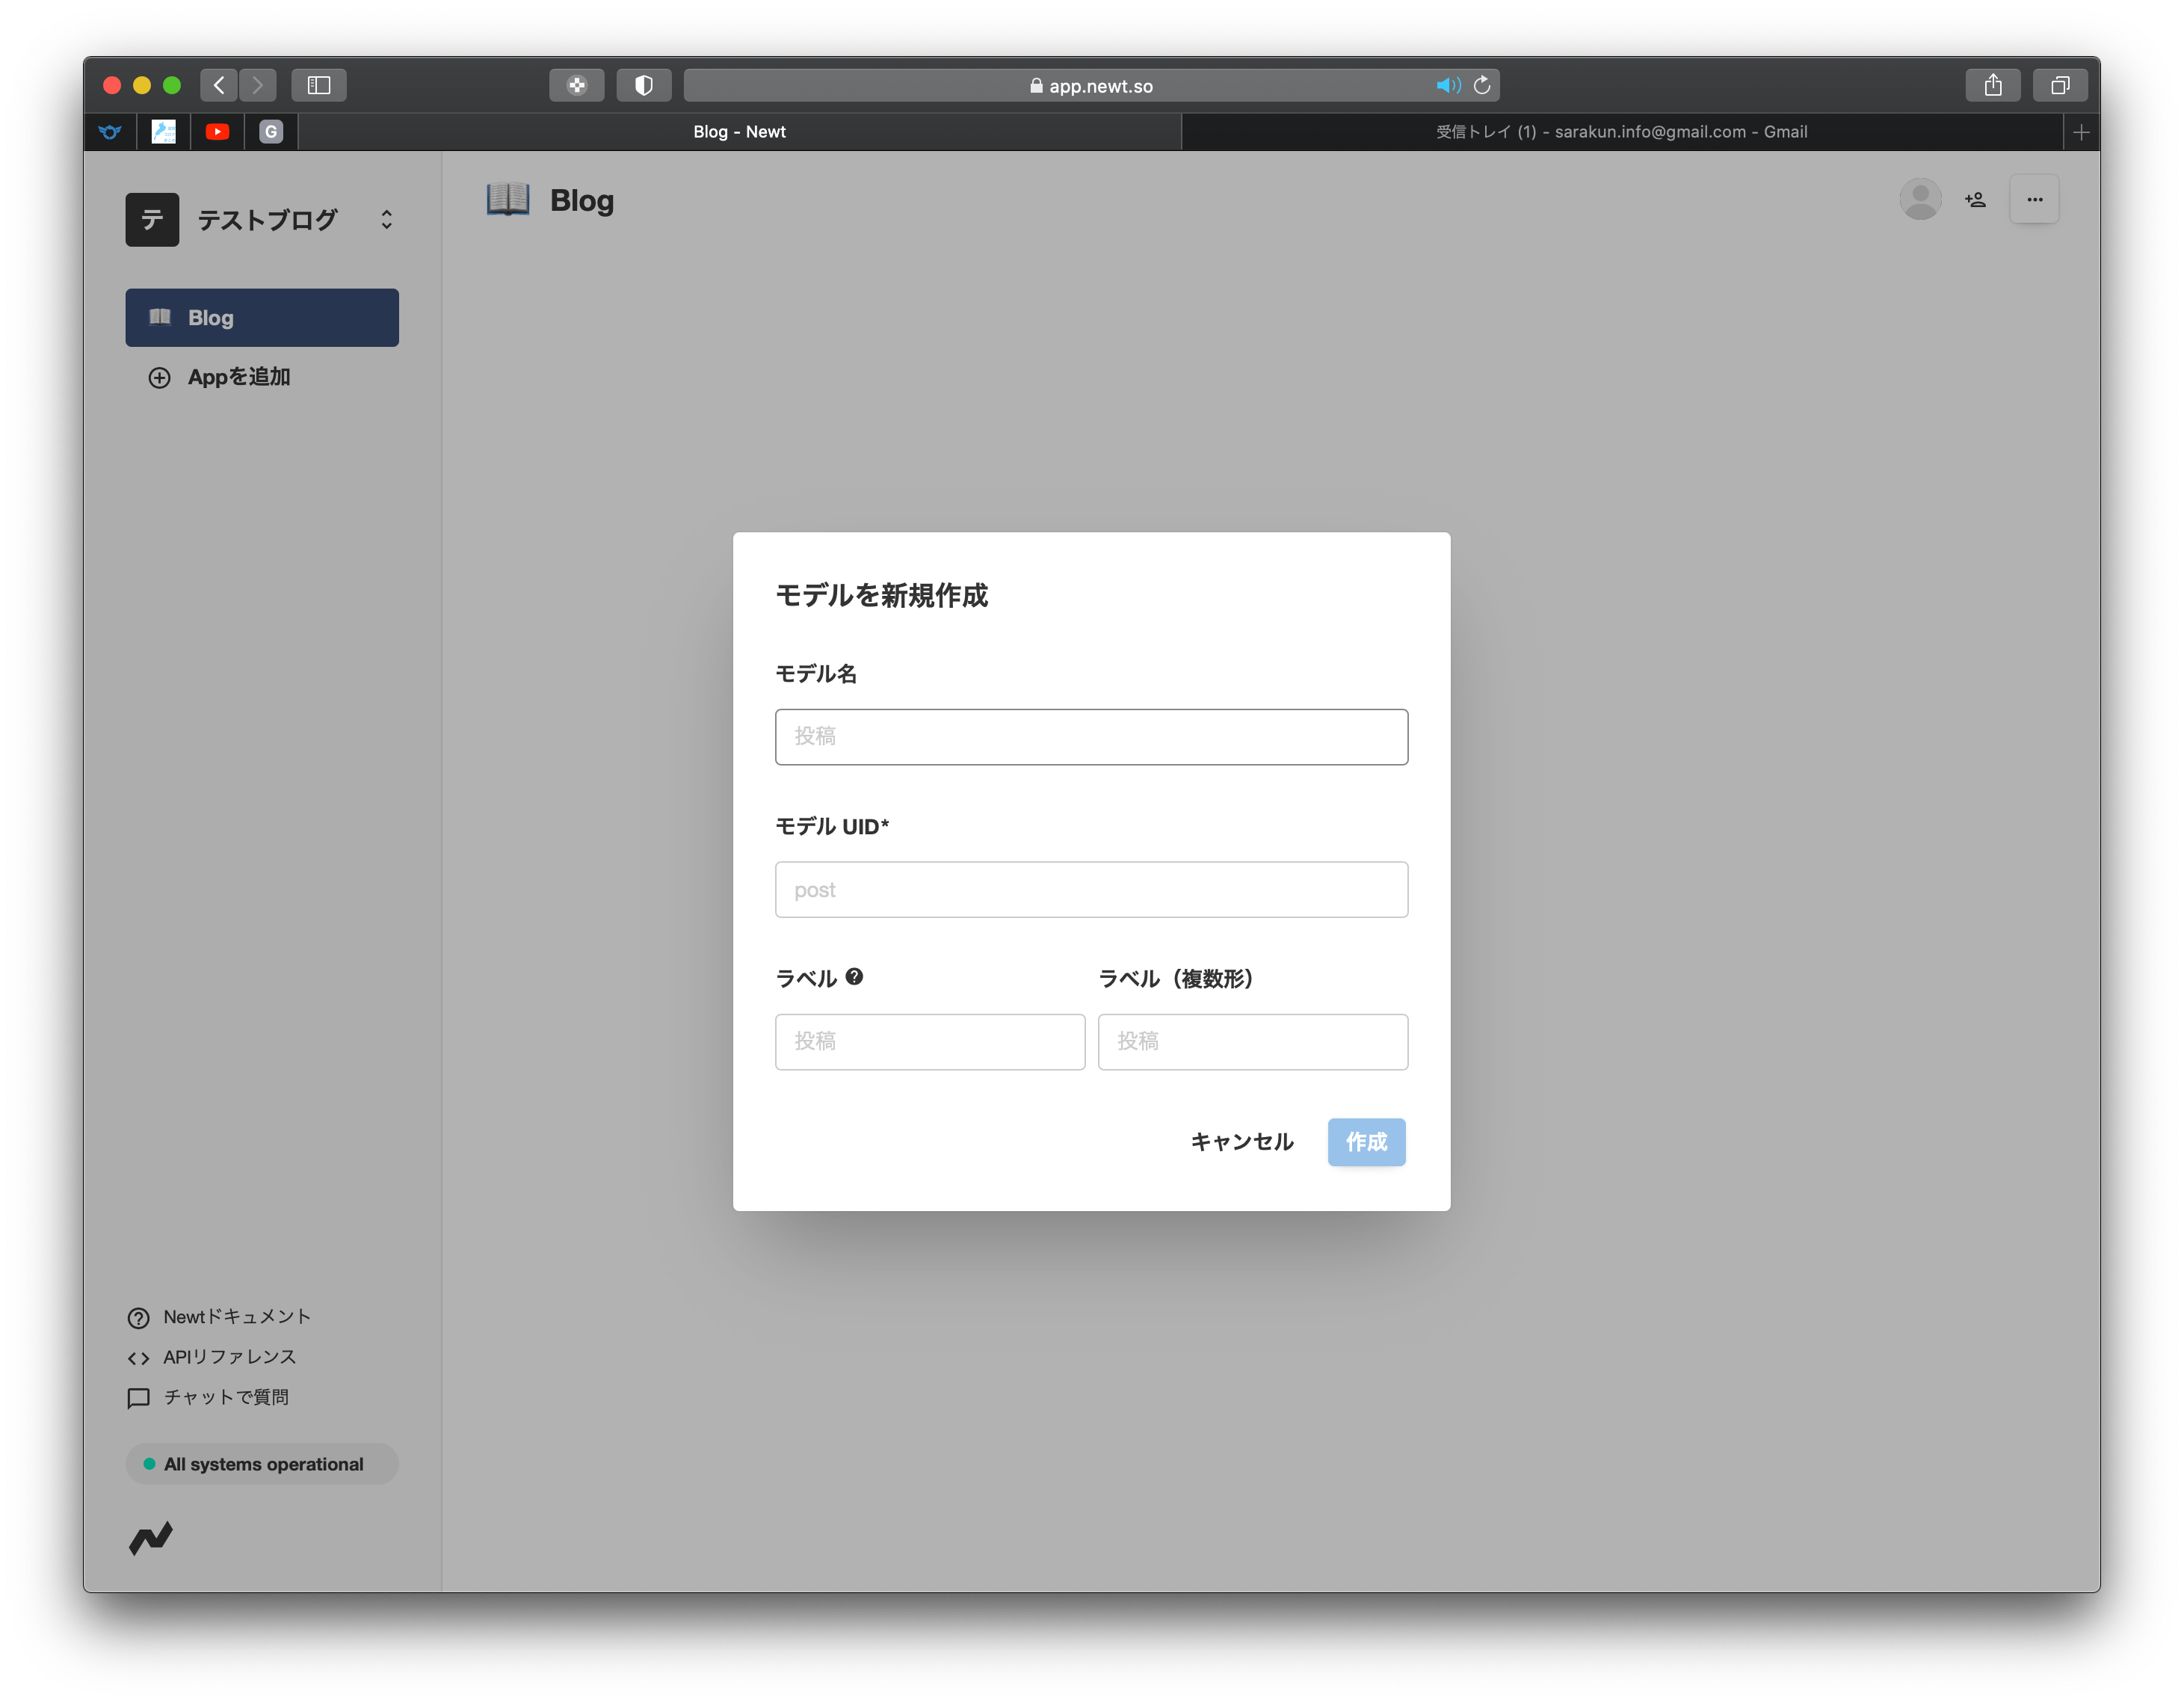 app.newt.so
G
Blog - Newt
受信トレイ (1) - sarakun.info@gmail.com - Gmail
テ テストブログ
Blog
Blog
Appを追加
モデルを新規作成
モデル名
投稿
モデル UID*
post
ラベル ラベル（複数形）
投稿 投稿
キャンセル 作成
Newtドキュメント
APIリファレンス
チャットで質問
All systems operational